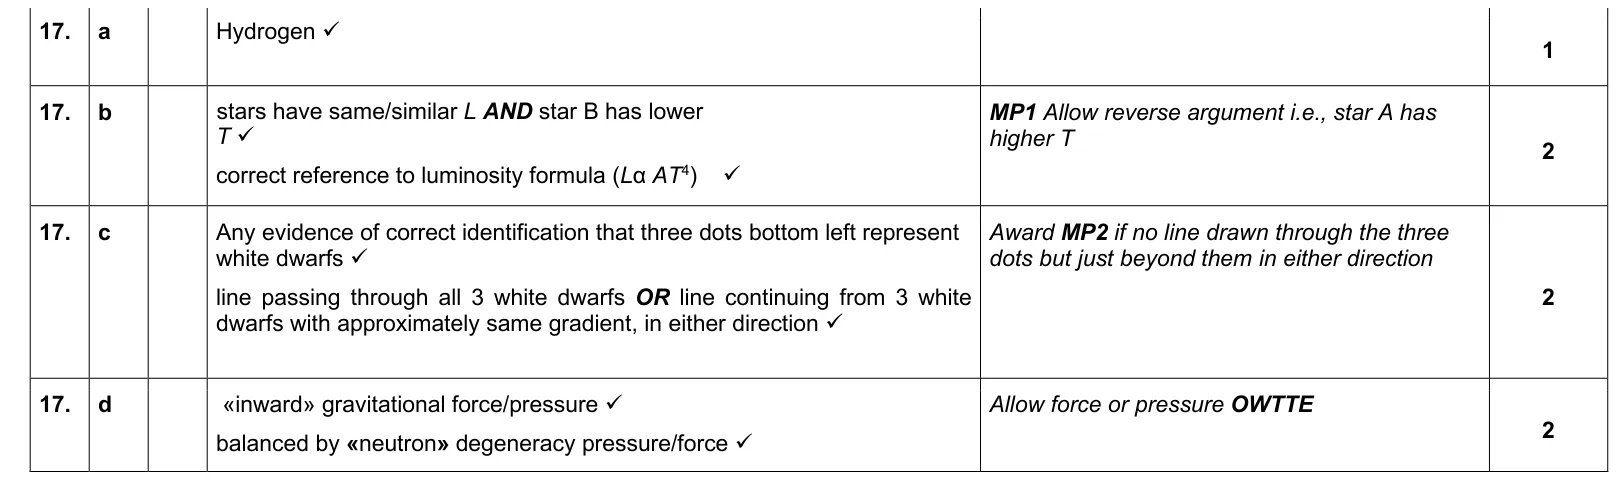 17. a Hydrogen ✓ 1
17. b stars have same/similar L AND star B has lower
T ✓
correct reference to luminosity formula (Lα AT⁴) ✓
MP1 Allow reverse argument i.e., star A has
higher T
2
17. c Any evidence of correct identification that three dots bottom left represent
white dwarfs ✓
line passing through all 3 white dwarfs OR line continuing from 3 white
dwarfs with approximately same gradient, in either direction ✓
Award MP2 if no line drawn through the three
dots but just beyond them in either direction
2
17. d «inward» gravitational force/pressure ✓
balanced by «neutron» degeneracy pressure/force ✓
Allow force or pressure OWTTE
2